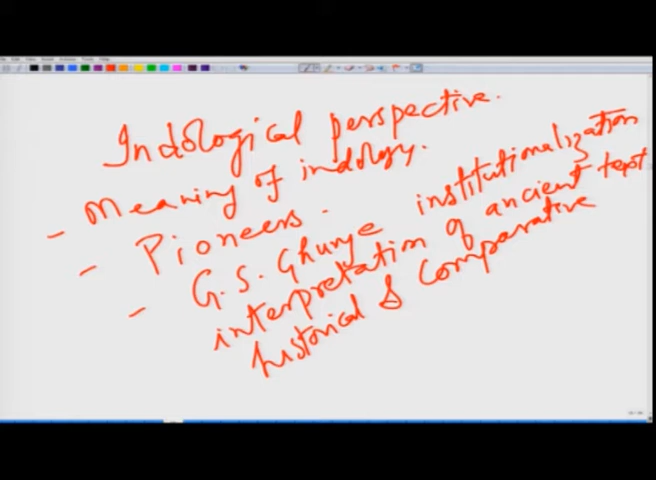 Indological perspective.
- Meaning of indology.
- Pioneers.
- G.S. Ghurye institutionalization
interpretation of ancient text
historical & comparative